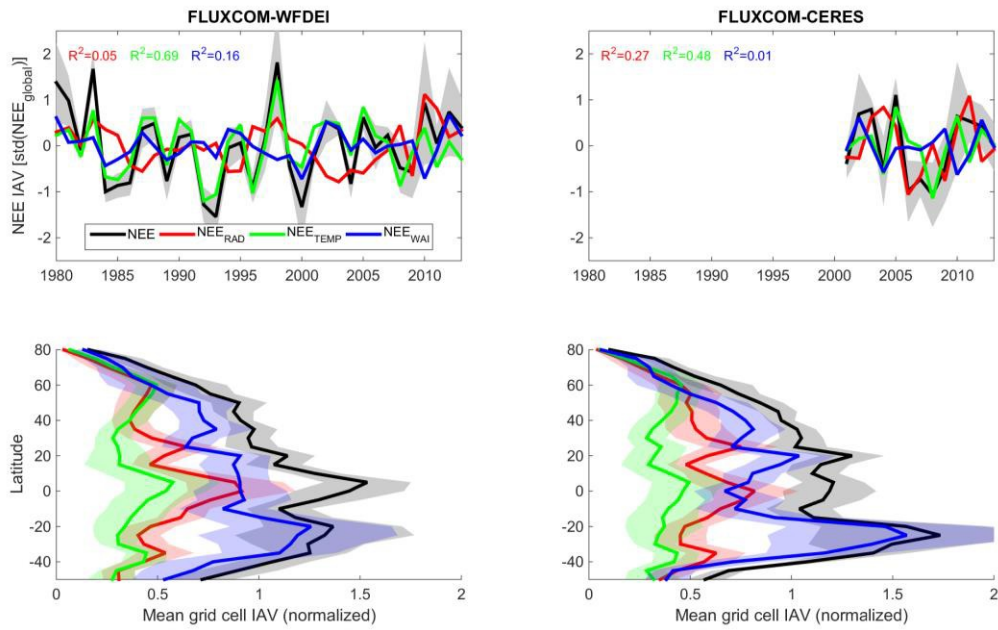 FLUXCOM-WFDEI
FLUXCOM-CERES
NEE IAV [std(NEE_global)]
2
1
0
-1
-2
R²=0.05 R²=0.69 R²=0.16
NEE NEE_RAD NEE_TEMP NEE_WAI
1980 1985 1990 1995 2000 2005 2010
2
1
0
-1
-2
R²=0.27 R²=0.48 R²=0.01
1980 1985 1990 1995 2000 2005 2010
Latitude
80
60
40
20
0
-20
-40
0 0.5 1 1.5 2
Mean grid cell IAV (normalized)
80
60
40
20
0
-20
-40
0 0.5 1 1.5 2
Mean grid cell IAV (normalized)